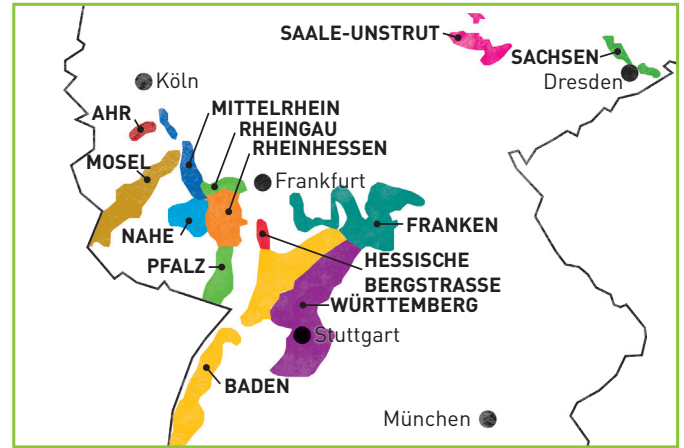 SAALE-UNSTRUT
SACHSEN
Dresden
Köln
AHR
MITTELRHEIN
RHEINGAU
RHEINHESSEN
MOSEL
Frankfurt
NAHE
FRANKEN
PFALZ
HESSISCHE
BERGSTRASSE
WÜRTTEMBERG
Stuttgart
BADEN
München